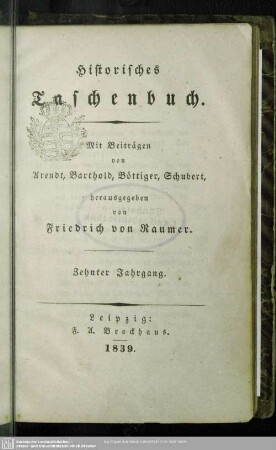 Historisches
Taschenbuch.
Mit Beiträgen
von
Arendt, Barthold, Böttiger, Schubert,
herausgegeben
von
Friedrich von Raumer.
Zehnter Jahrgang.
Leipzig:
F. A. Brockhaus.
1839.